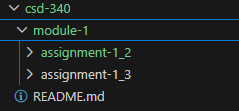 csd-340
module-1
assignment-1_2
assignment-1_3
README.md